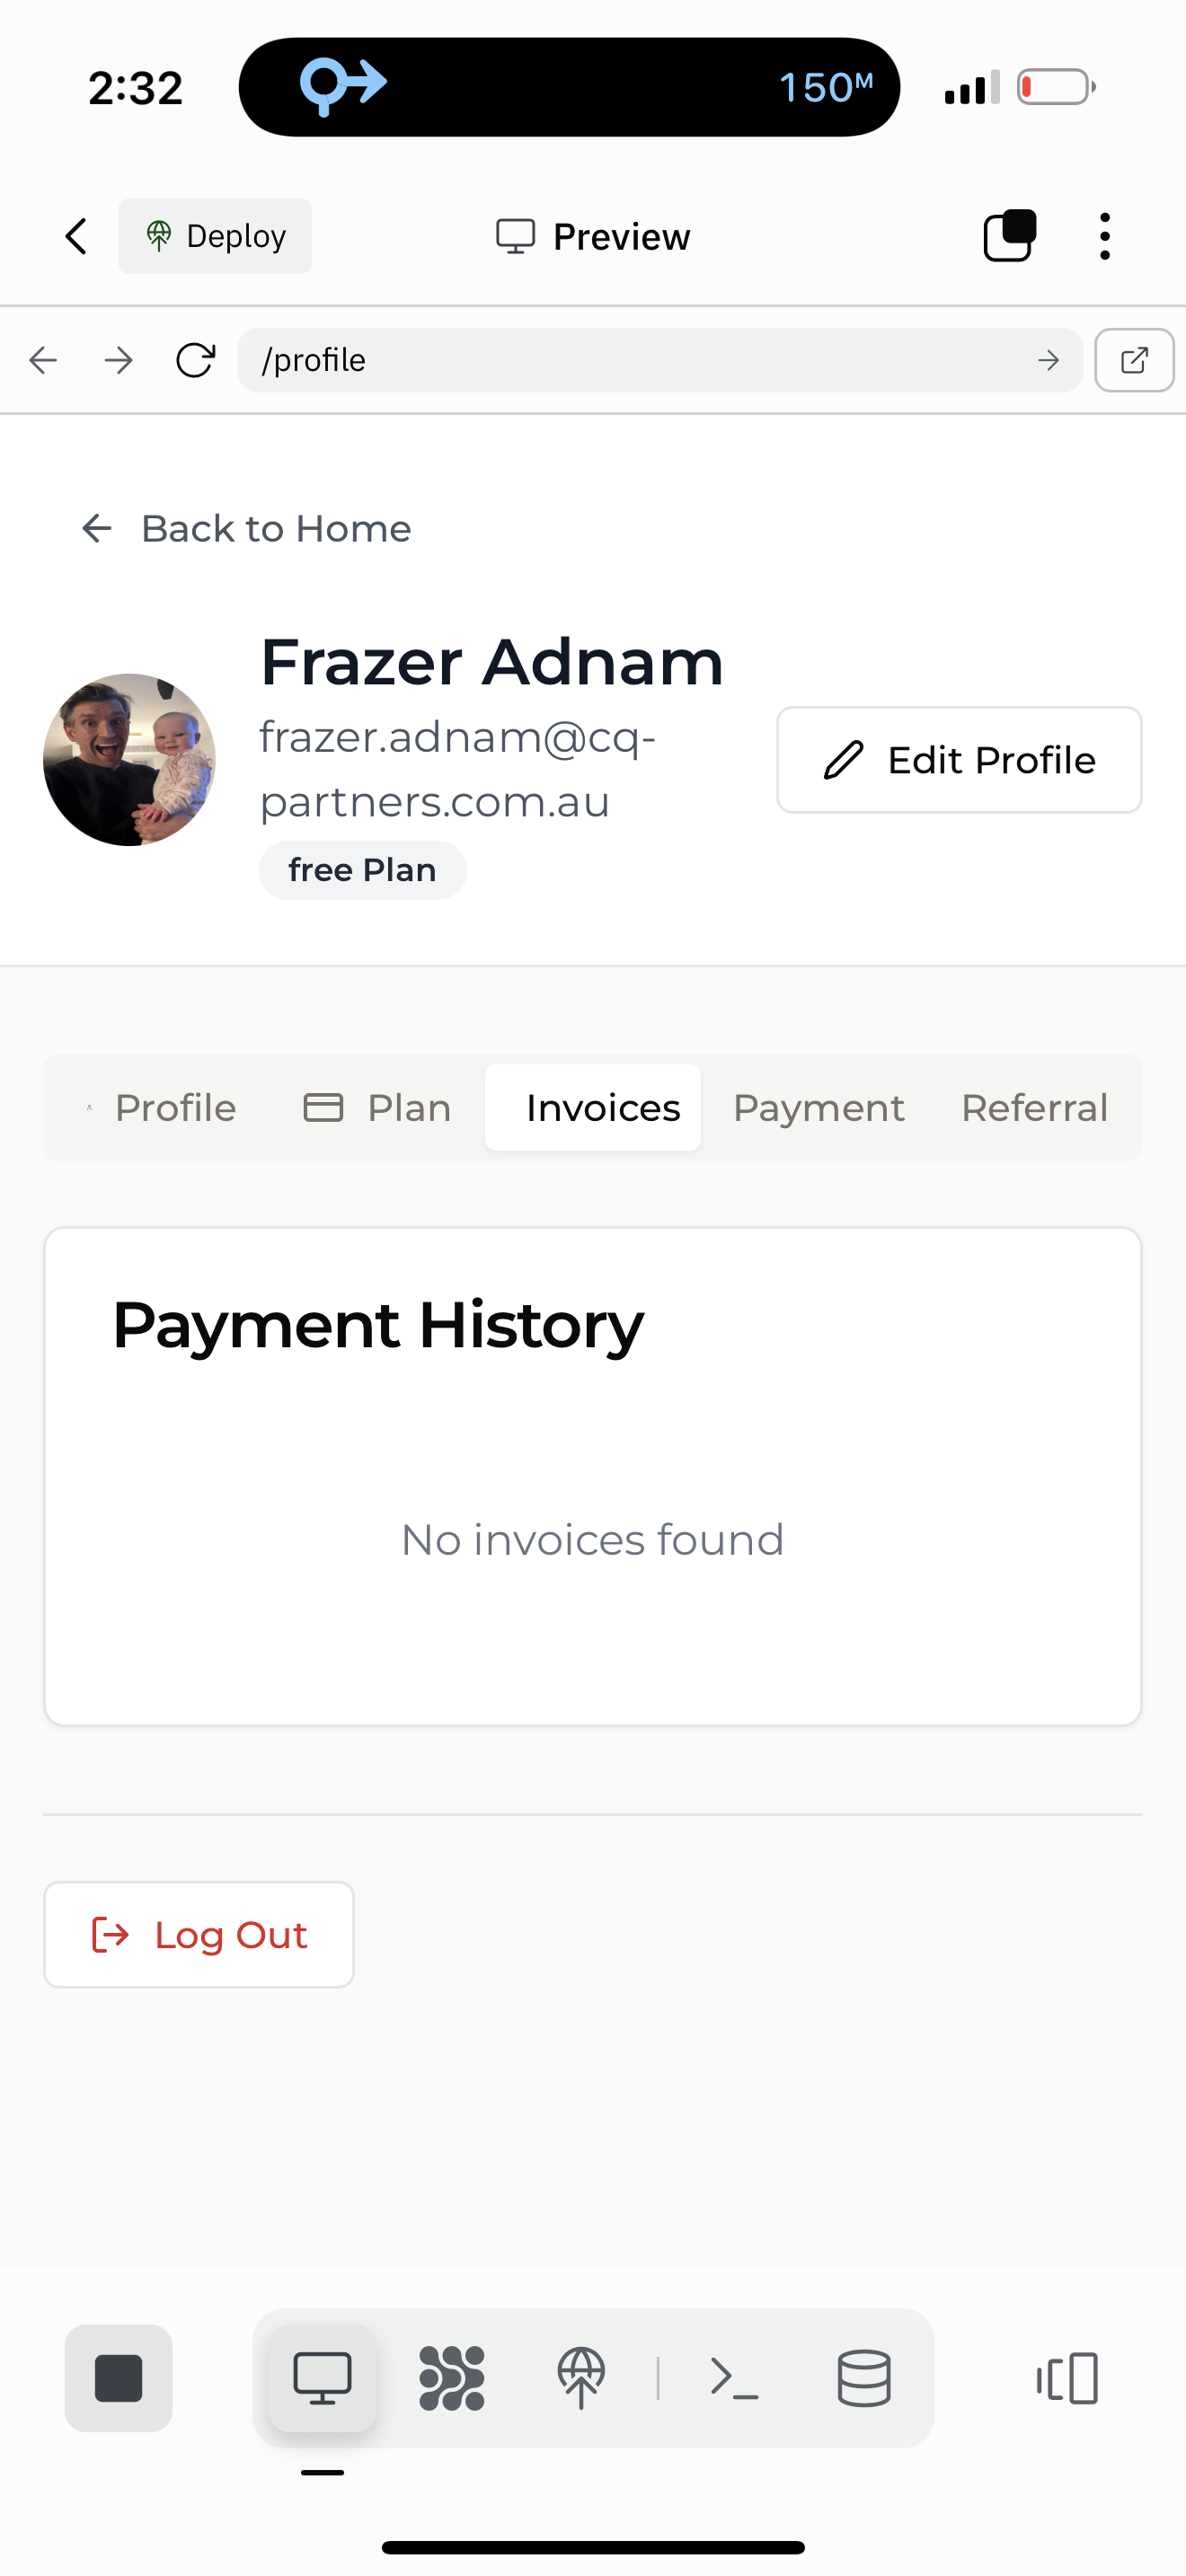 2:32
150M
Deploy
Preview
/profile
Back to Home
Frazer Adnam
frazer.adnam@cq-
partners.com.au
free Plan
Edit Profile
Profile
Plan
Invoices
Payment
Referral
Payment History
No invoices found
Log Out